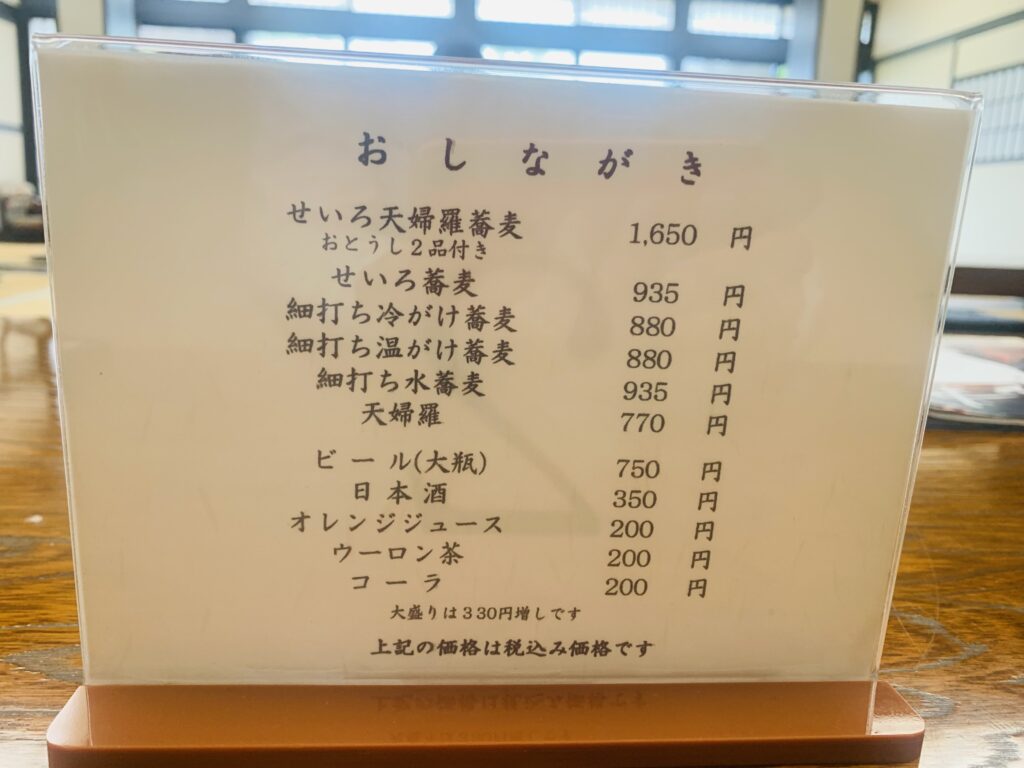 おしながき
せいろ天婦羅蕎麦 1,650 円
おとうし2品付き
せいろ蕎麦 935 円
細打ち冷がけ蕎麦 880 円
細打ち温がけ蕎麦 880 円
細打ち水蕎麦 935 円
天婦羅 770 円
ビール(大瓶) 750 円
日本酒 350 円
オレンジジュース 200 円
ウーロン茶 200 円
コーラ 200 円
大盛りは330円増しです
上記の価格は税込み価格です